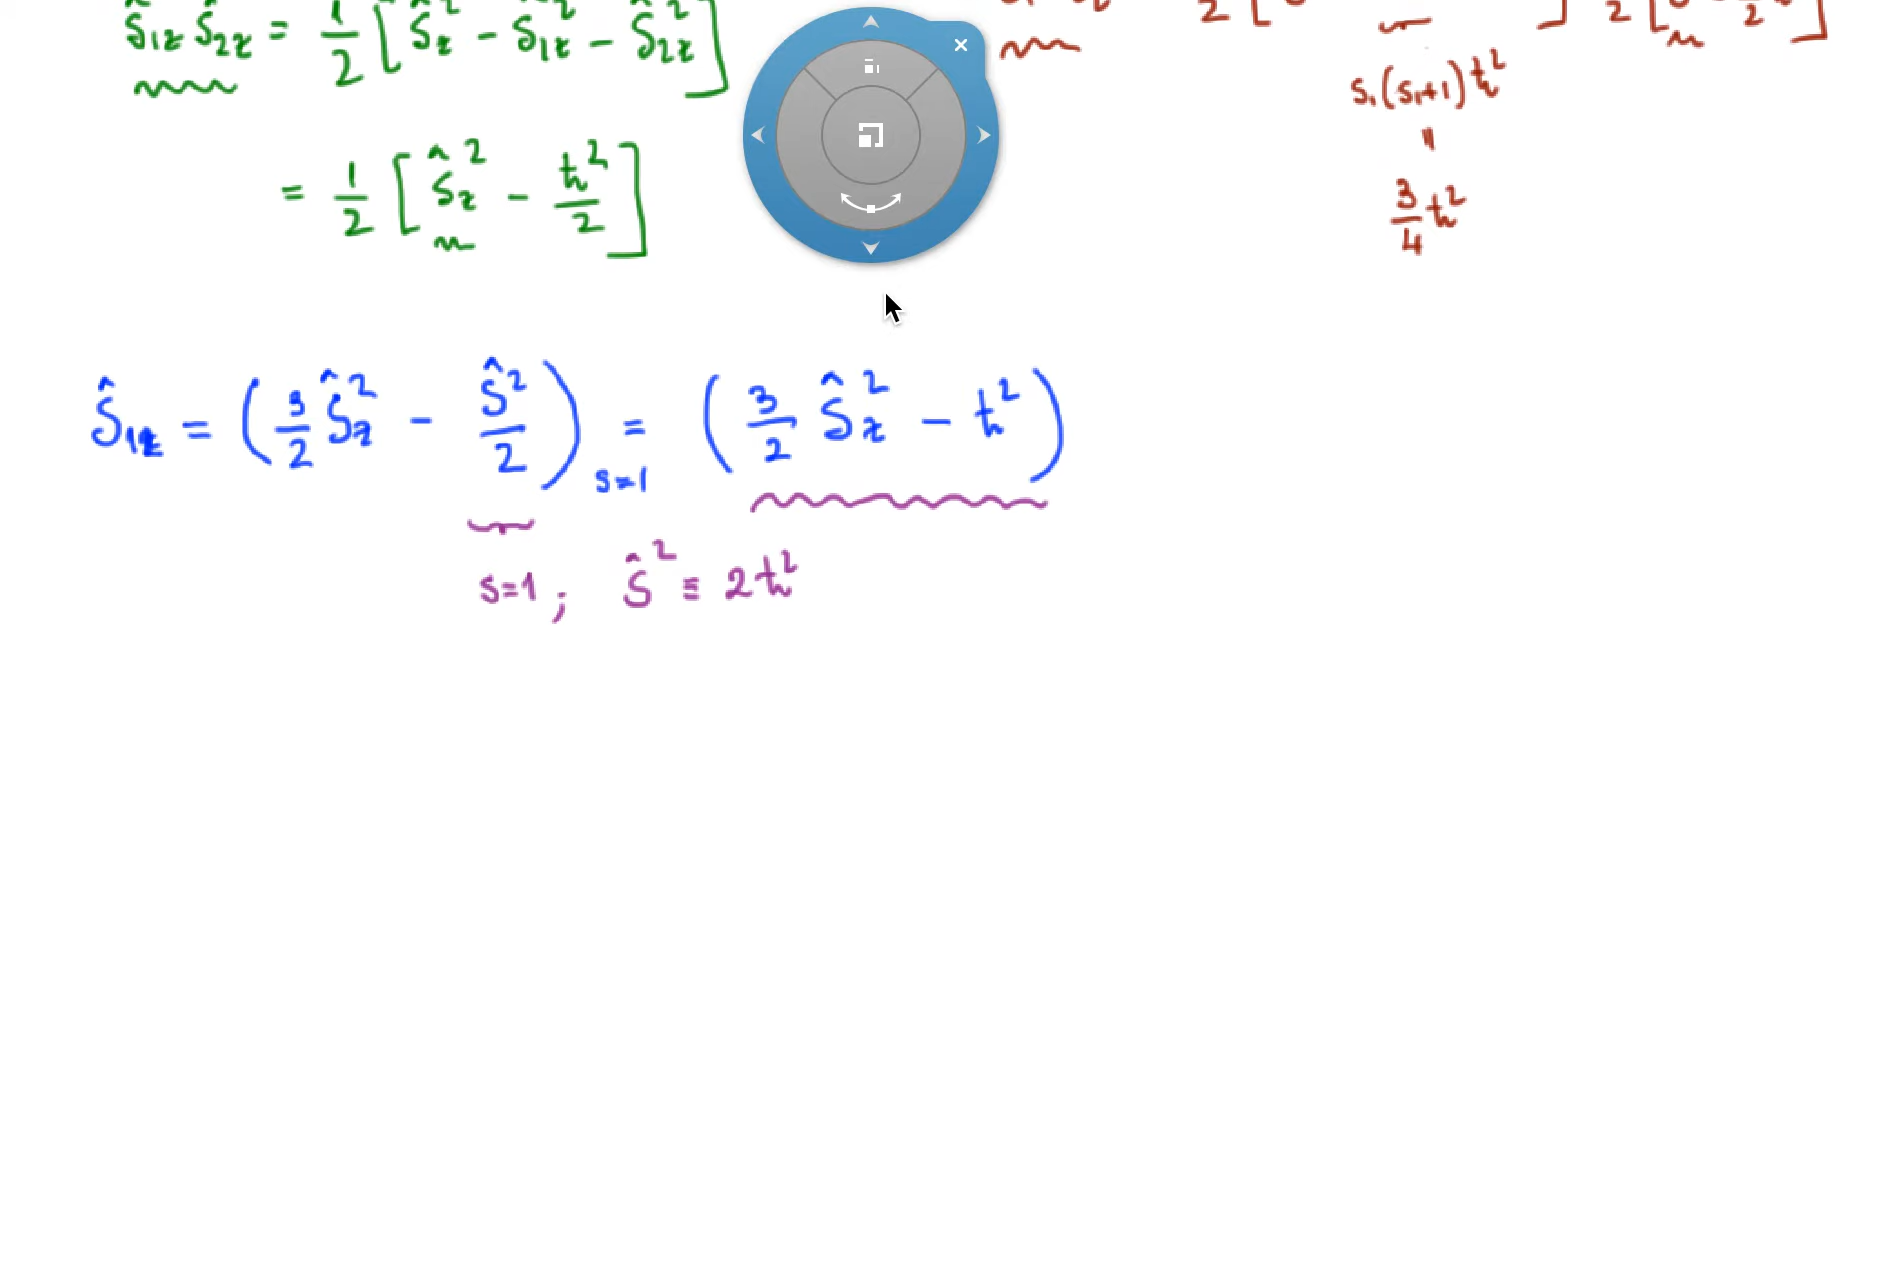 Ŝ₁z Ŝ₂z = 1/2 [Ŝz² - Ŝ₁z² - Ŝ₂z²]
= 1/2 [Ŝz² - ħ²/2]
s₁(s₁+1)ħ²
"
3/4 ħ²
Ŝ₁z = (3/2 Ŝz² - Ŝ²/2) = (3/2 Ŝz² - ħ²)
s=1
s=1 ; Ŝ² ≡ 2ħ²